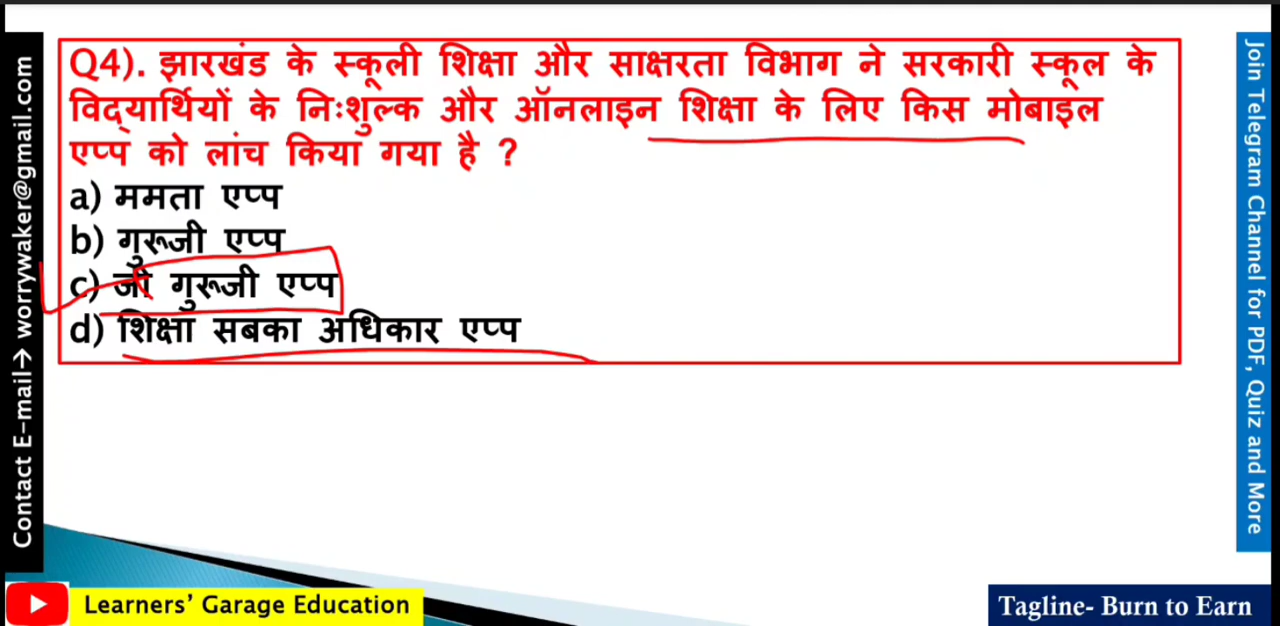 Q4). झारखंड के स्कूली शिक्षा और साक्षरता विभाग ने सरकारी स्कूल के
विद्यार्थियों के निःशुल्क और ऑनलाइन शिक्षा के लिए किस मोबाइल
एप्प को लांच किया गया है ?
a) ममता एप्प
b) गुरूजी एप्प
c) जी गुरूजी एप्प
d) शिक्षा सबका अधिकार एप्प
Contact E-mail→ worrywaker@gmail.com
Join Telegram Channel for PDF, Quiz and More
Learners’ Garage Education
Tagline- Burn to Earn